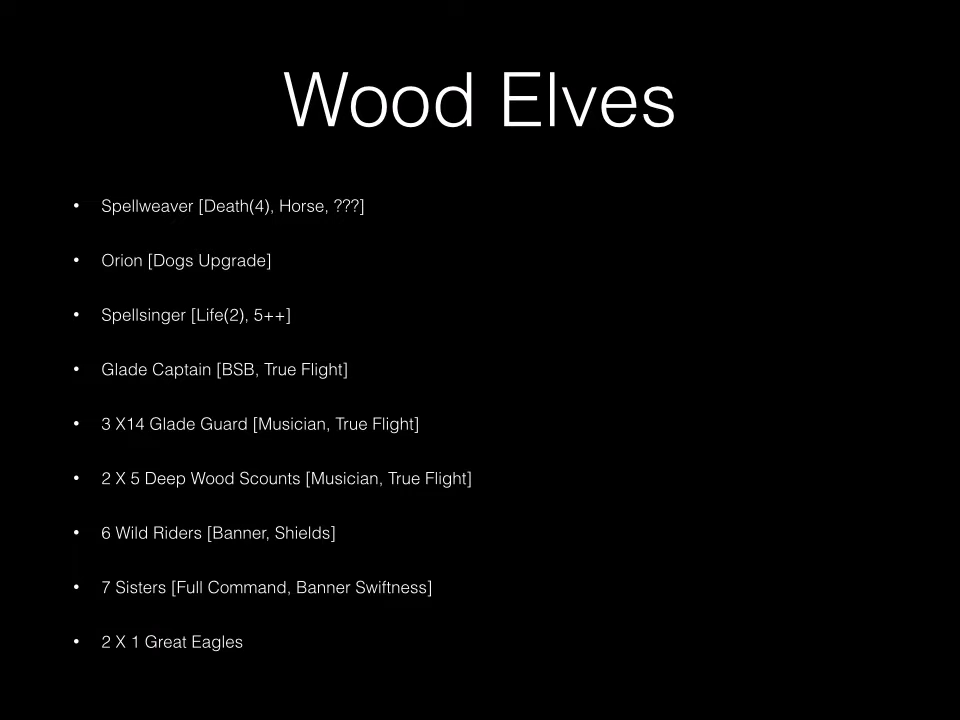 Wood Elves
• Spellweaver [Death(4), Horse, ???]
• Orion [Dogs Upgrade]
• Spellsinger [Life(2), 5++]
• Glade Captain [BSB, True Flight]
• 3 X14 Glade Guard [Musician, True Flight]
• 2 X 5 Deep Wood Scounts [Musician, True Flight]
• 6 Wild Riders [Banner, Shields]
• 7 Sisters [Full Command, Banner Swiftness]
• 2 X 1 Great Eagles